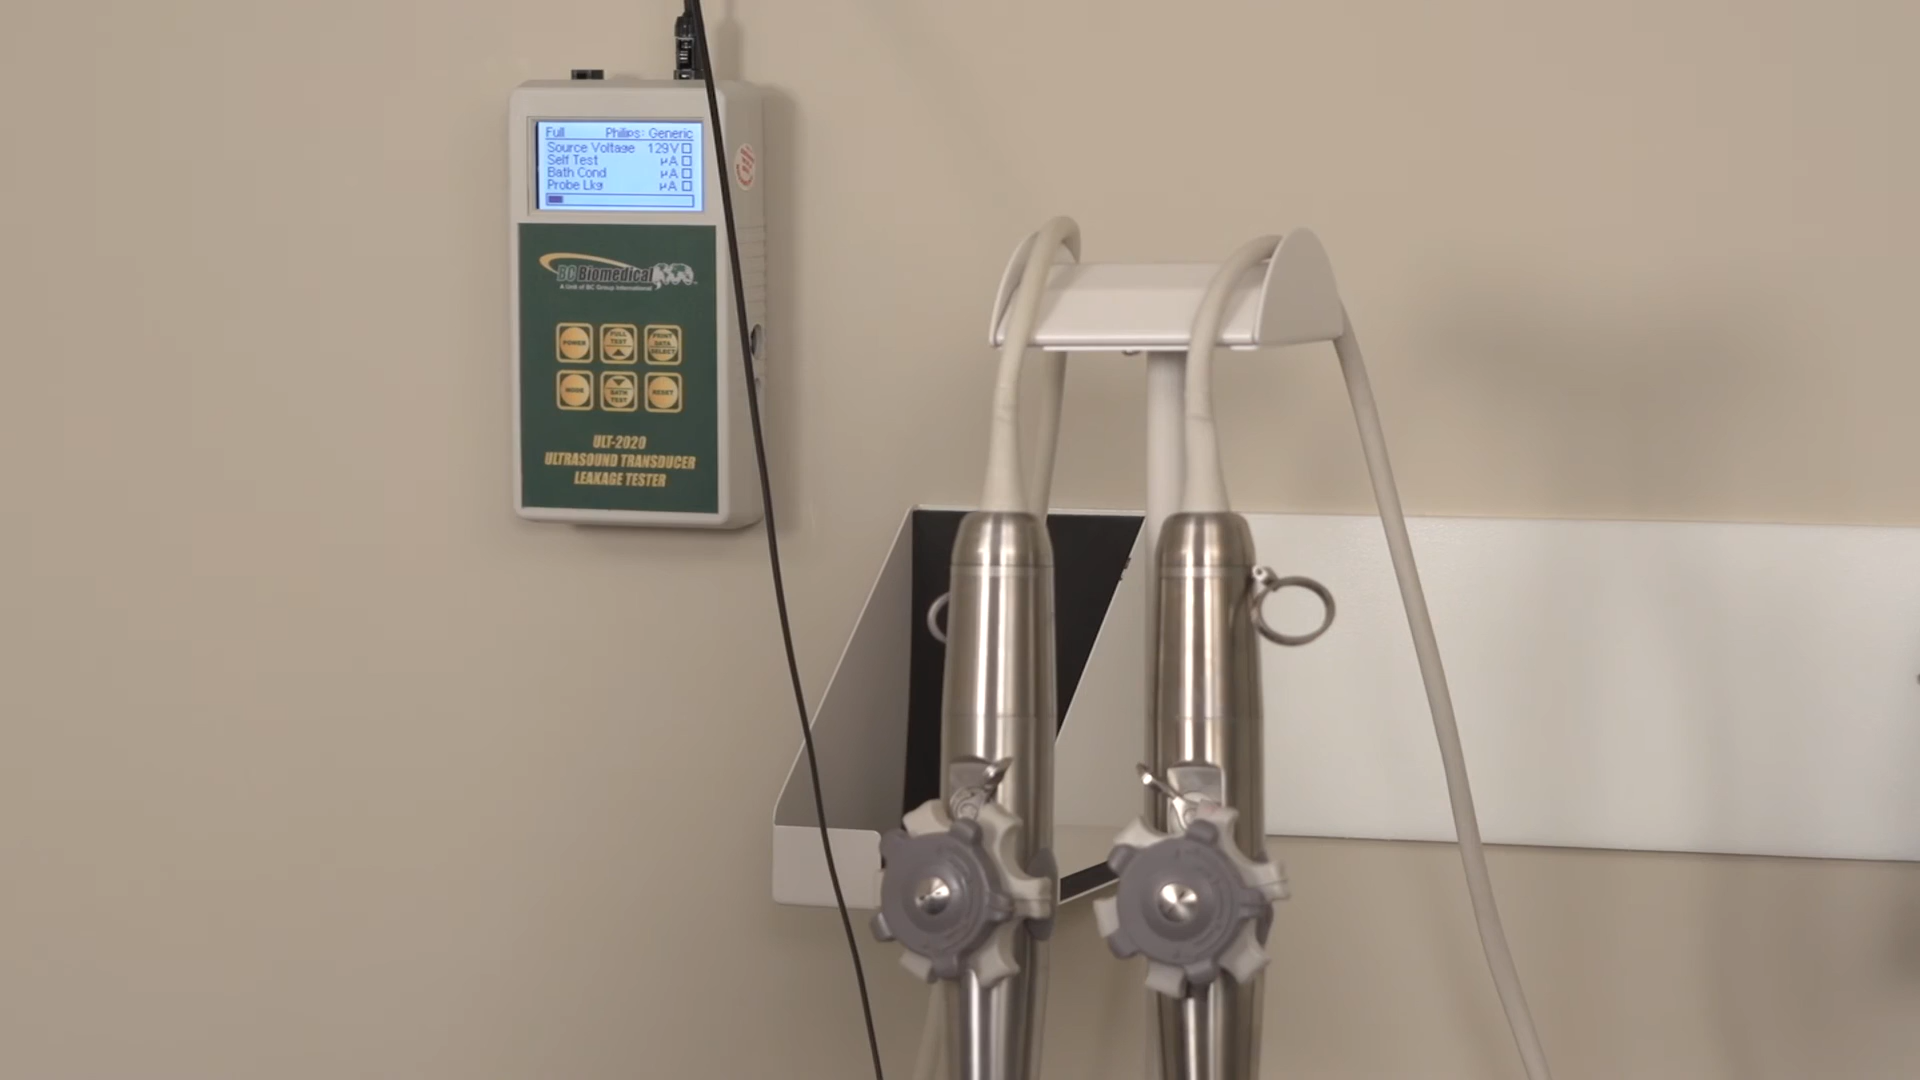 Full Philips: Generic
Source Voltage 129V
Self Test µA
Bath Cond µA
Probe Lkg µA
BC Biomedical
A Unit of BC Group International
POWER
FULL TEST
PRINT DATA SELECT
MODE
BATH TEST
RESET
ULT-2020
ULTRASOUND TRANSDUCER
LEAKAGE TESTER